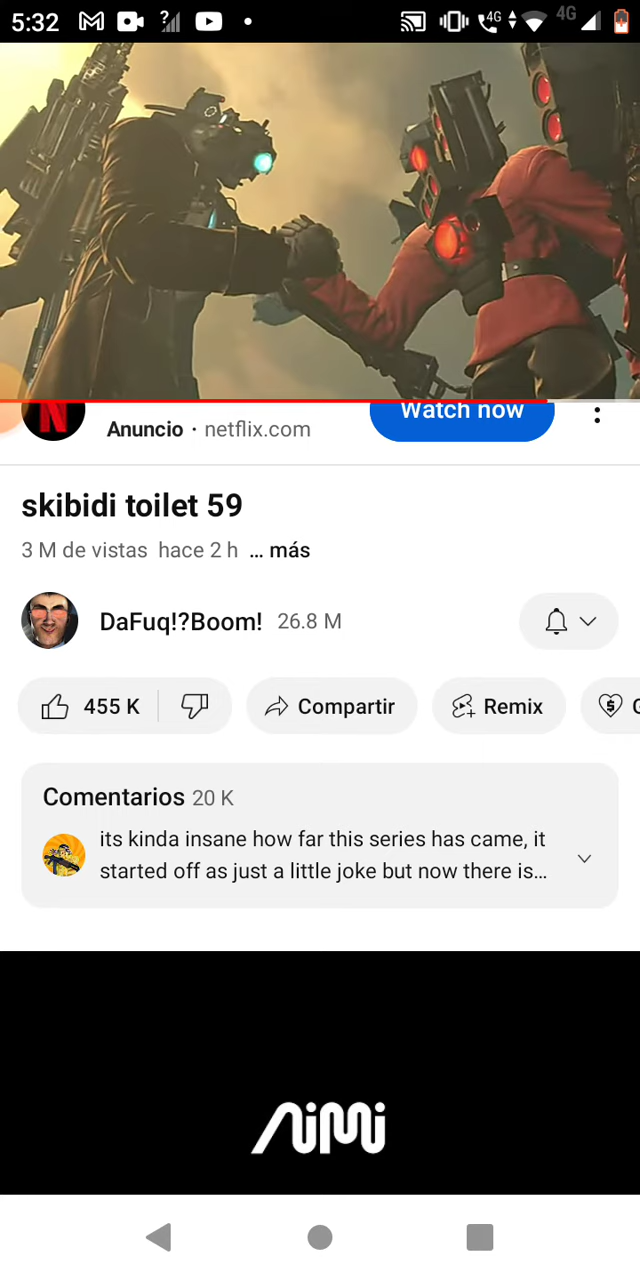 5:32
4G
4G
N
Anuncio · netflix.com
Watch now
skibidi toilet 59
3 M de vistas hace 2 h ... más
DaFuq!?Boom! 26.8 M
455 K
Compartir
Remix
G
Comentarios 20 K
its kinda insane how far this series has came, it
started off as just a little joke but now there is...
AiMi